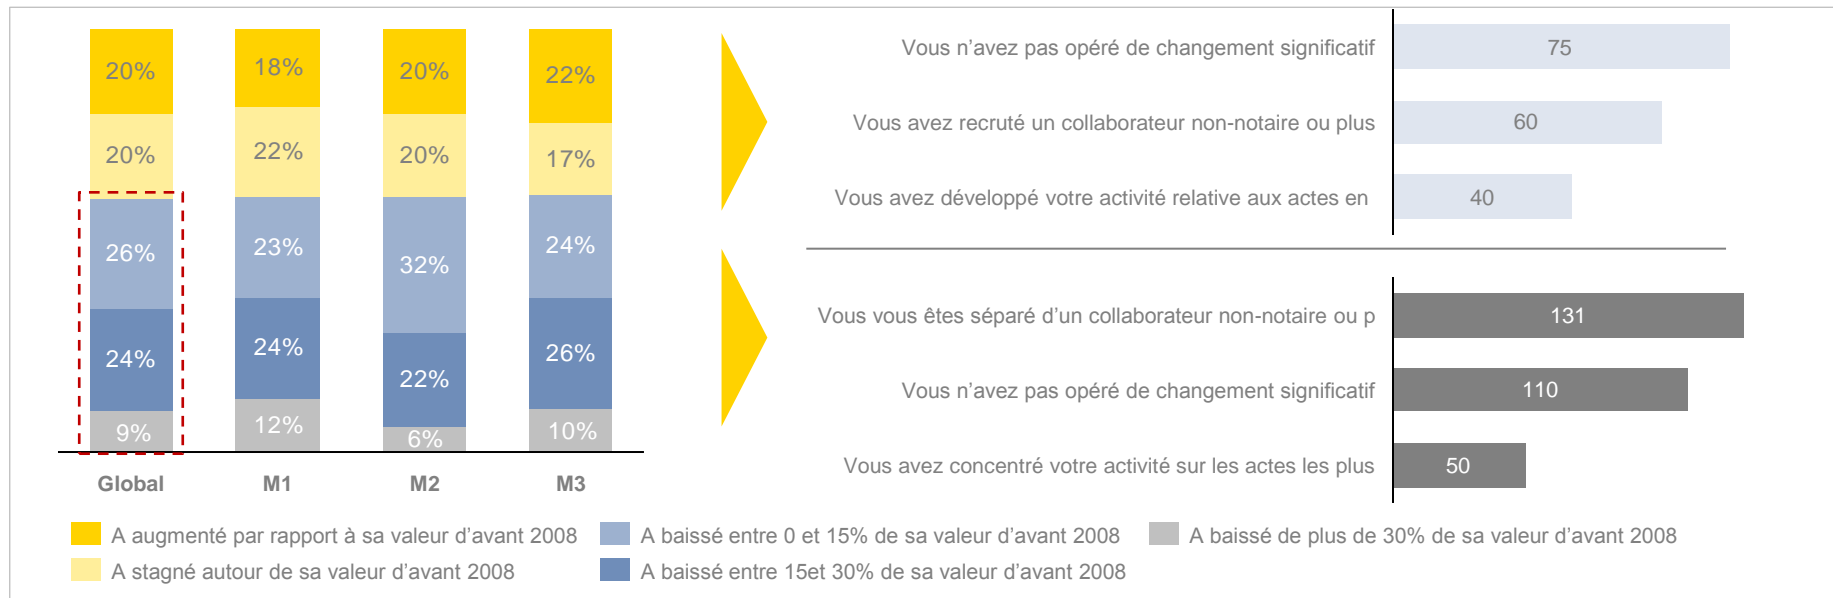 20%
18%
20%
22%
20%
22%
20%
17%
26%
23%
32%
24%
24%
24%
22%
26%
9%
12%
6%
10%
Global
M1
M2
M3
Vous n’avez pas opéré de changement significatif
75
Vous avez recruté un collaborateur non-notaire ou plus
60
Vous avez développé votre activité relative aux actes en
40
Vous vous êtes séparé d’un collaborateur non-notaire ou p
131
Vous n’avez pas opéré de changement significatif
110
Vous avez concentré votre activité sur les actes les plus
50
A augmenté par rapport à sa valeur d’avant 2008
A baissé entre 0 et 15% de sa valeur d’avant 2008
A baissé de plus de 30% de sa valeur d’avant 2008
A stagné autour de sa valeur d’avant 2008
A baissé entre 15et 30% de sa valeur d’avant 2008